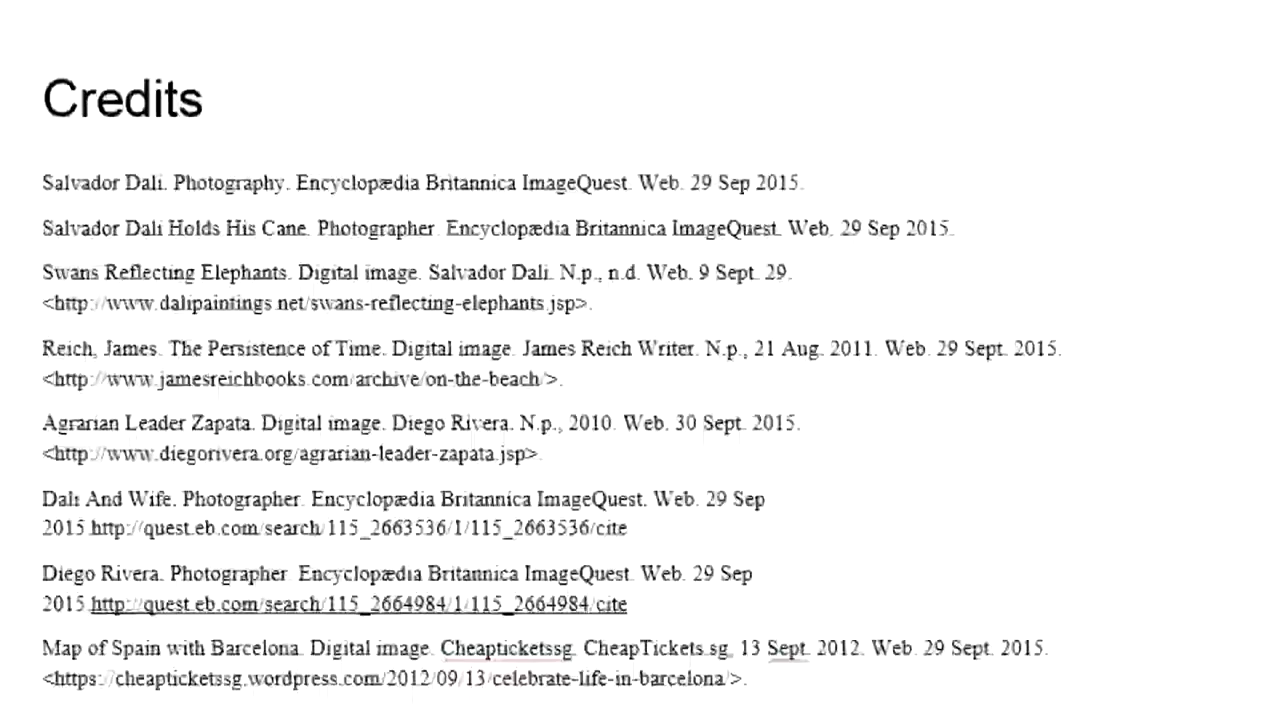 Credits
Salvador Dali. Photography. Encyclopædia Britannica ImageQuest. Web. 29 Sep 2015.
Salvador Dali Holds His Cane. Photographer. Encyclopædia Britannica ImageQuest. Web. 29 Sep 2015.
Swans Reflecting Elephants. Digital image. Salvador Dali. N.p., n.d. Web. 9 Sept. 29.
<http://www.dalipaintings.net/swans-reflecting-elephants.jsp>.
Reich, James. The Persistence of Time. Digital image. James Reich Writer. N.p., 21 Aug. 2011. Web. 29 Sept. 2015.
<http://www.jamesreichbooks.com/archive/on-the-beach/>.
Agrarian Leader Zapata. Digital image. Diego Rivera. N.p., 2010. Web. 30 Sept. 2015.
<http://www.diegorivera.org/agrarian-leader-zapata.jsp>.
Dali And Wife. Photographer. Encyclopædia Britannica ImageQuest. Web. 29 Sep
2015.http://quest.eb.com/search/115_2663536/1/115_2663536/cite
Diego Rivera. Photographer. Encyclopædia Britannica ImageQuest. Web. 29 Sep
2015.http://quest.eb.com/search/115_2664984/1/115_2664984/cite
Map of Spain with Barcelona. Digital image. Cheapticketssg. CheapTickets.sg, 13 Sept. 2012. Web. 29 Sept. 2015.
<https://cheapticketssg.wordpress.com/2012/09/13/celebrate-life-in-barcelona/>.